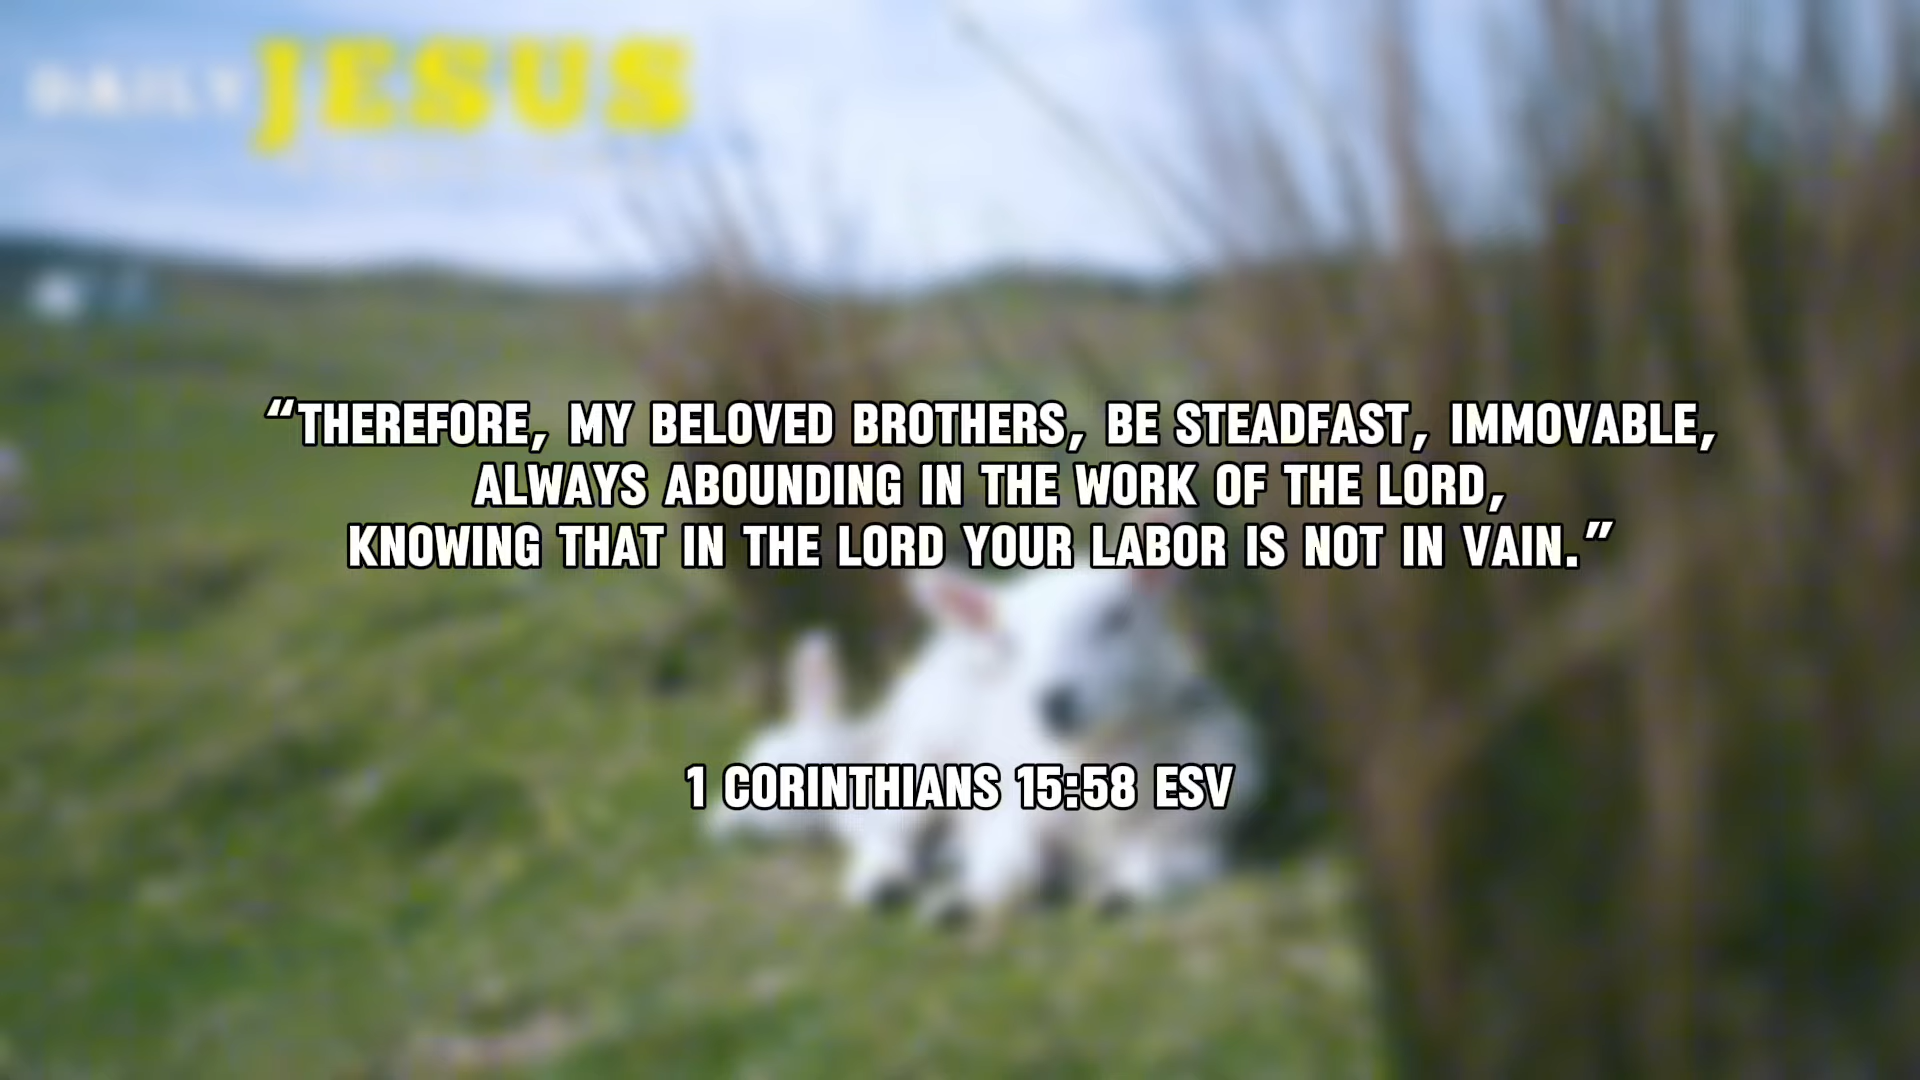 DAILY JESUS
“THEREFORE, MY BELOVED BROTHERS, BE STEADFAST, IMMOVABLE,
ALWAYS ABOUNDING IN THE WORK OF THE LORD,
KNOWING THAT IN THE LORD YOUR LABOR IS NOT IN VAIN.”
1 CORINTHIANS 15:58 ESV